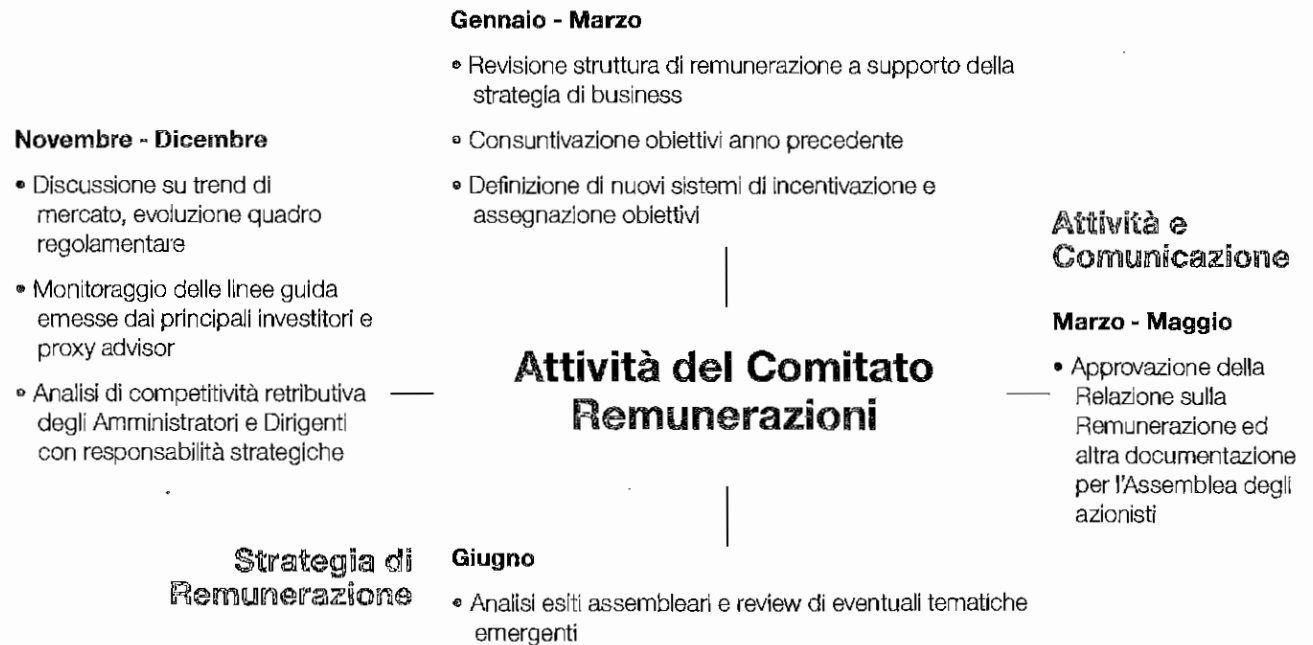 Gennaio - Marzo
• Revisione struttura di remunerazione a supporto della
strategia di business
• Consuntivazione obiettivi anno precedente
• Definizione di nuovi sistemi di incentivazione e
assegnazione obiettivi
Novembre - Dicembre
• Discussione su trend di
mercato, evoluzione quadro
regolamentare
• Monitoraggio delle linee guida
emesse dai principali investitori e
proxy advisor
• Analisi di competitività retributiva
degli Amministratori e Dirigenti
con responsabilità strategiche
Attività del Comitato
Remunerazioni
Attività e
Comunicazione
Marzo - Maggio
• Approvazione della
Relazione sulla
Remunerazione ed
altra documentazione
per l'Assemblea degli
azionisti
Strategia di
Remunerazione
Giugno
• Analisi esiti assembleari e review di eventuali tematiche
emergenti